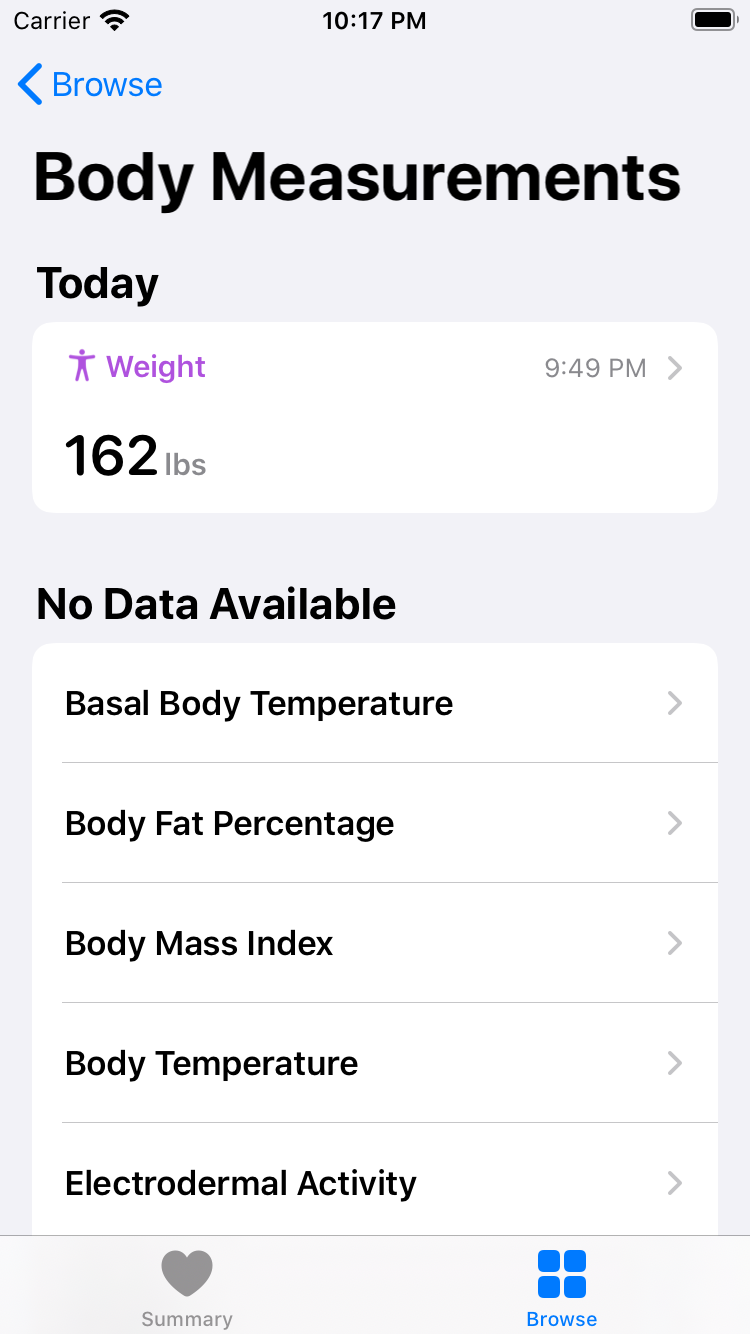 Carrier 10:17 PM
Browse
Body Measurements
Today
Weight 9:49 PM
162 lbs
No Data Available
Basal Body Temperature
Body Fat Percentage
Body Mass Index
Body Temperature
Electrodermal Activity
Summary Browse